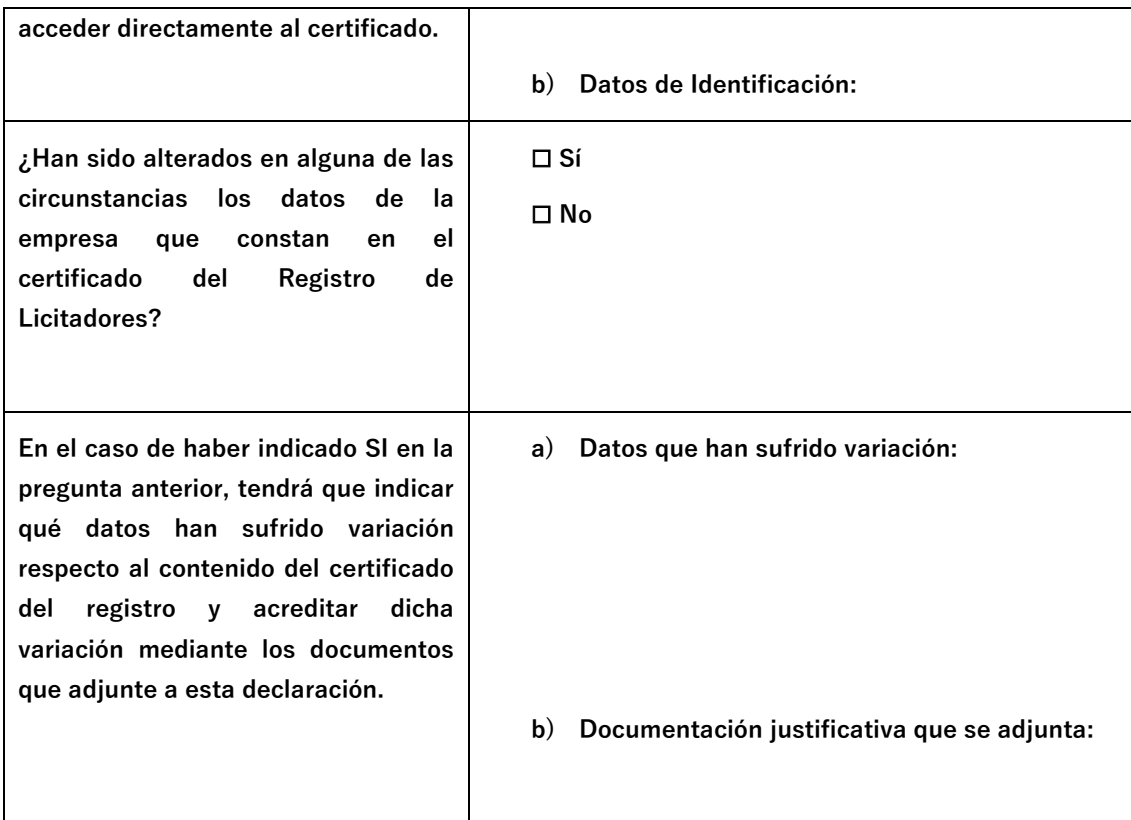 acceder directamente al certificado.
b) Datos de Identificación:
¿Han sido alterados en alguna de las
circunstancias los datos de la
empresa que constan en el
certificado del Registro de
Licitadores?
☐ Sí
☐ No
En el caso de haber indicado SI en la
pregunta anterior, tendrá que indicar
qué datos han sufrido variación
respecto al contenido del certificado
del registro y acreditar dicha
variación mediante los documentos
que adjunte a esta declaración.
a) Datos que han sufrido variación:
b) Documentación justificativa que se adjunta: